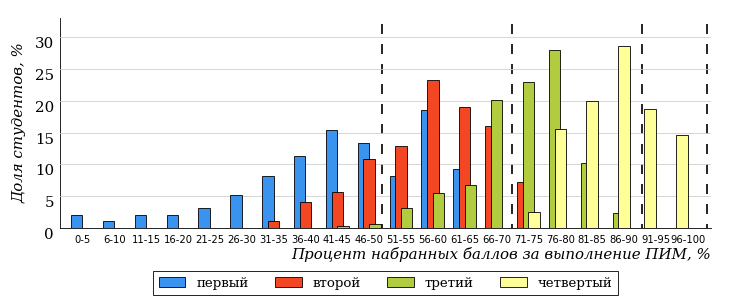 Доля студентов, %
30
25
20
15
10
5
0
0-5 6-10 11-15 16-20 21-25 26-30 31-35 36-40 41-45 46-50 51-55 56-60 61-65 66-70 71-75 76-80 81-85 86-90 91-95 96-100
Процент набранных баллов за выполнение ПИМ, %
первый второй третий четвертый